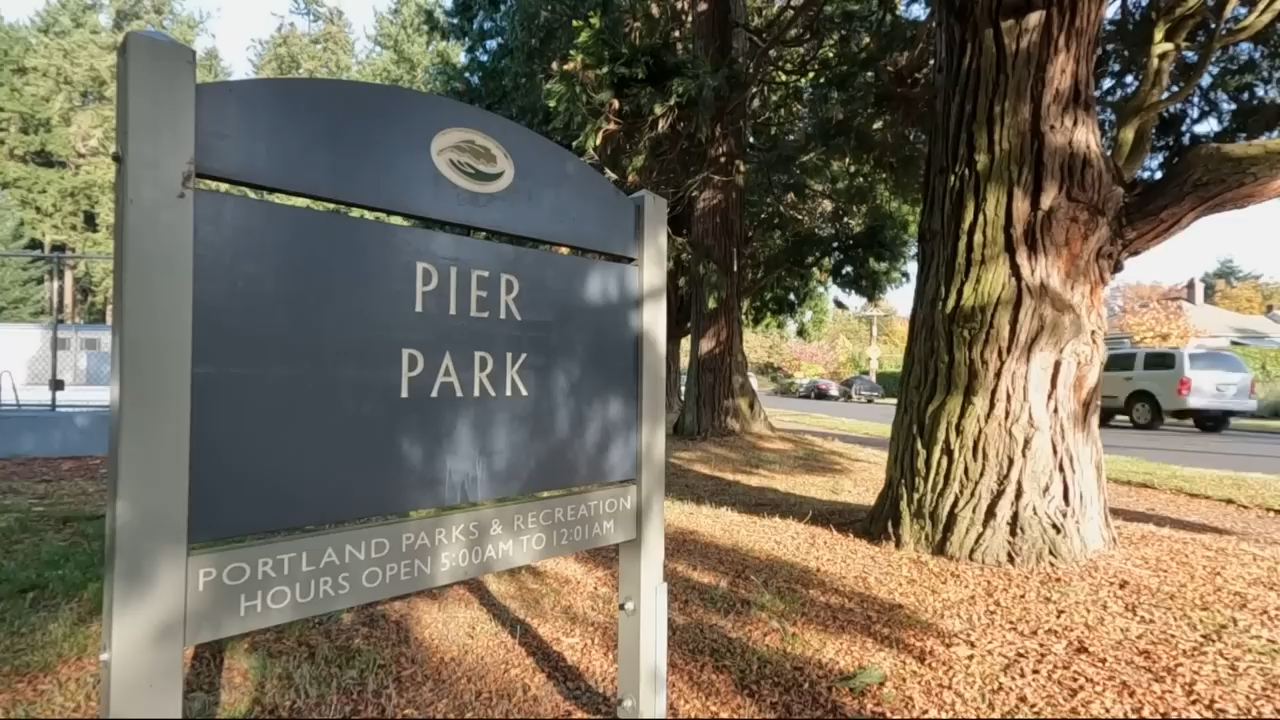 PIER
PARK
PORTLAND PARKS & RECREATION
HOURS OPEN 5:00AM TO 12:01AM